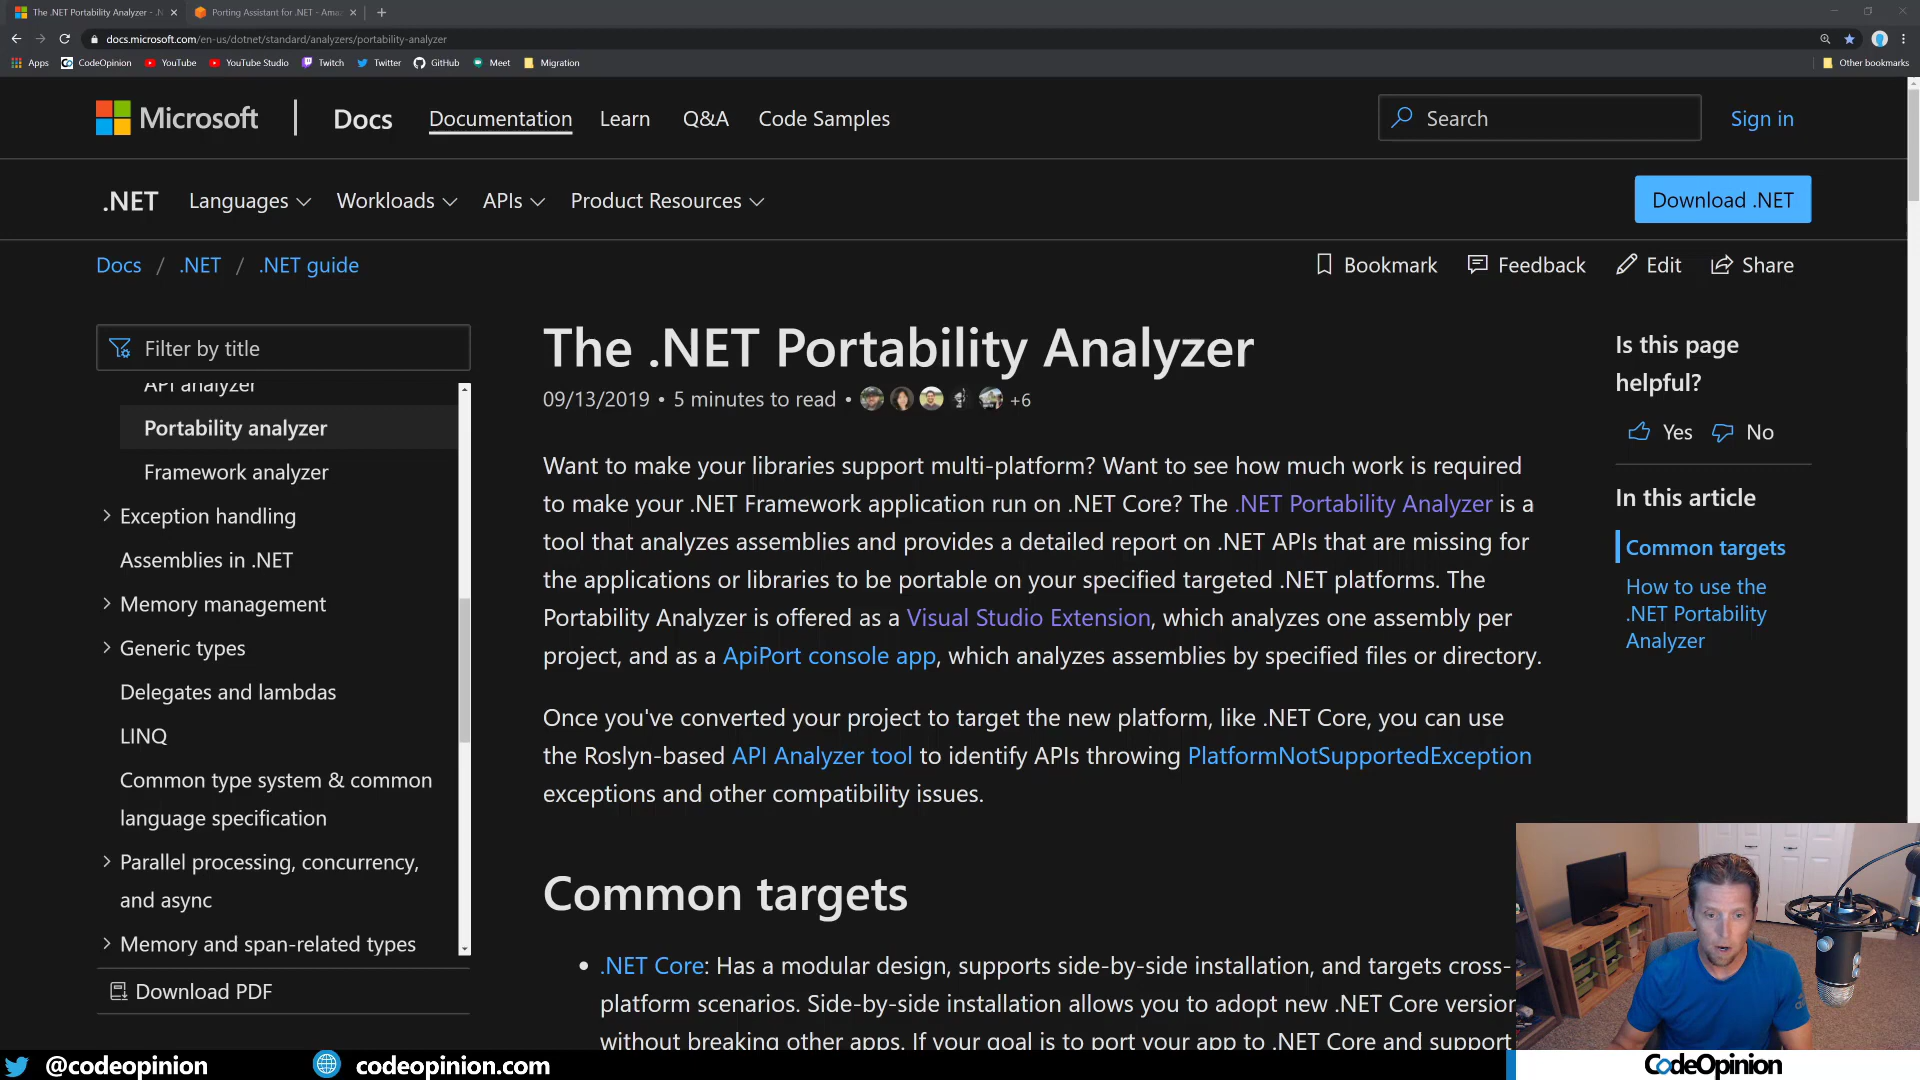 The .NET Portability Analyzer - .N
Porting Assistant for .NET - Ama
docs.microsoft.com/en-us/dotnet/standard/analyzers/portability-analyzer
Apps CodeOpinion YouTube YouTube Studio Twitch Twitter GitHub Meet Migration Other bookmarks
Microsoft Docs Documentation Learn Q&A Code Samples Search Sign in
.NET Languages Workloads APIs Product Resources Download .NET
Docs / .NET / .NET guide
Bookmark Feedback Edit Share
Filter by title
API analyzer
Portability analyzer
Framework analyzer
Exception handling
Assemblies in .NET
Memory management
Generic types
Delegates and lambdas
LINQ
Common type system & common
language specification
Parallel processing, concurrency,
and async
Memory and span-related types
Download PDF
The .NET Portability Analyzer
09/13/2019 • 5 minutes to read • +6
Want to make your libraries support multi-platform? Want to see how much work is required
to make your .NET Framework application run on .NET Core? The .NET Portability Analyzer is a
tool that analyzes assemblies and provides a detailed report on .NET APIs that are missing for
the applications or libraries to be portable on your specified targeted .NET platforms. The
Portability Analyzer is offered as a Visual Studio Extension, which analyzes one assembly per
project, and as a ApiPort console app, which analyzes assemblies by specified files or directory.
Once you've converted your project to target the new platform, like .NET Core, you can use
the Roslyn-based API Analyzer tool to identify APIs throwing PlatformNotSupportedException
exceptions and other compatibility issues.
Common targets
• .NET Core: Has a modular design, supports side-by-side installation, and targets cross-
platform scenarios. Side-by-side installation allows you to adopt new .NET Core version
without breaking other apps. If your goal is to port your app to .NET Core and support
Is this page
helpful?
Yes No
In this article
Common targets
How to use the
.NET Portability
Analyzer
@codeopinion codeopinion.com
CodeOpinion